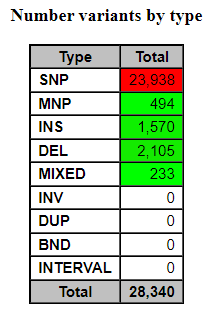 Number variants by type
Type Total
SNP 23,938
MNP 494
INS 1,570
DEL 2,105
MIXED 233
INV 0
DUP 0
BND 0
INTERVAL 0
Total 28,340